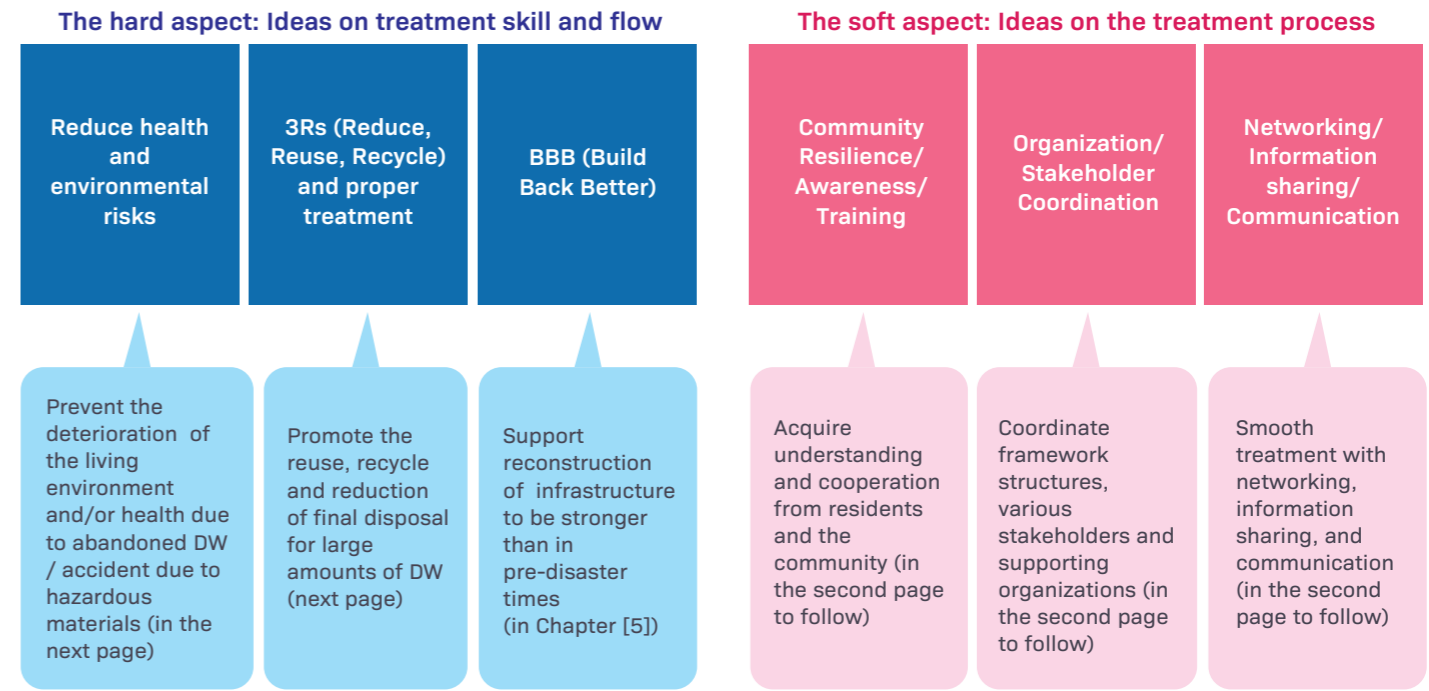 The hard aspect: Ideas on treatment skill and flow
Reduce health
and
environmental
risks
3Rs (Reduce,
Reuse, Recycle)
and proper
treatment
BBB (Build
Back Better)
Prevent the
deterioration of
the living
environment
and/or health due
to abandoned DW
/ accident due to
hazardous
materials (in the
next page)
Promote the
reuse, recycle
and reduction
of final disposal
for large
amounts of DW
(next page)
Support
reconstruction
of infrastructure
to be stronger
than in
pre-disaster
times
(in Chapter [5])
The soft aspect: Ideas on the treatment process
Community
Resilience/
Awareness/
Training
Organization/
Stakeholder
Coordination
Networking/
Information
sharing/
Communication
Acquire
understanding
and cooperation
from residents
and the
community (in
the second page
to follow)
Coordinate
framework
structures,
various
stakeholders and
supporting
organizations (in
the second page
to follow)
Smooth
treatment with
networking,
information
sharing, and
communication
(in the second
page to follow)